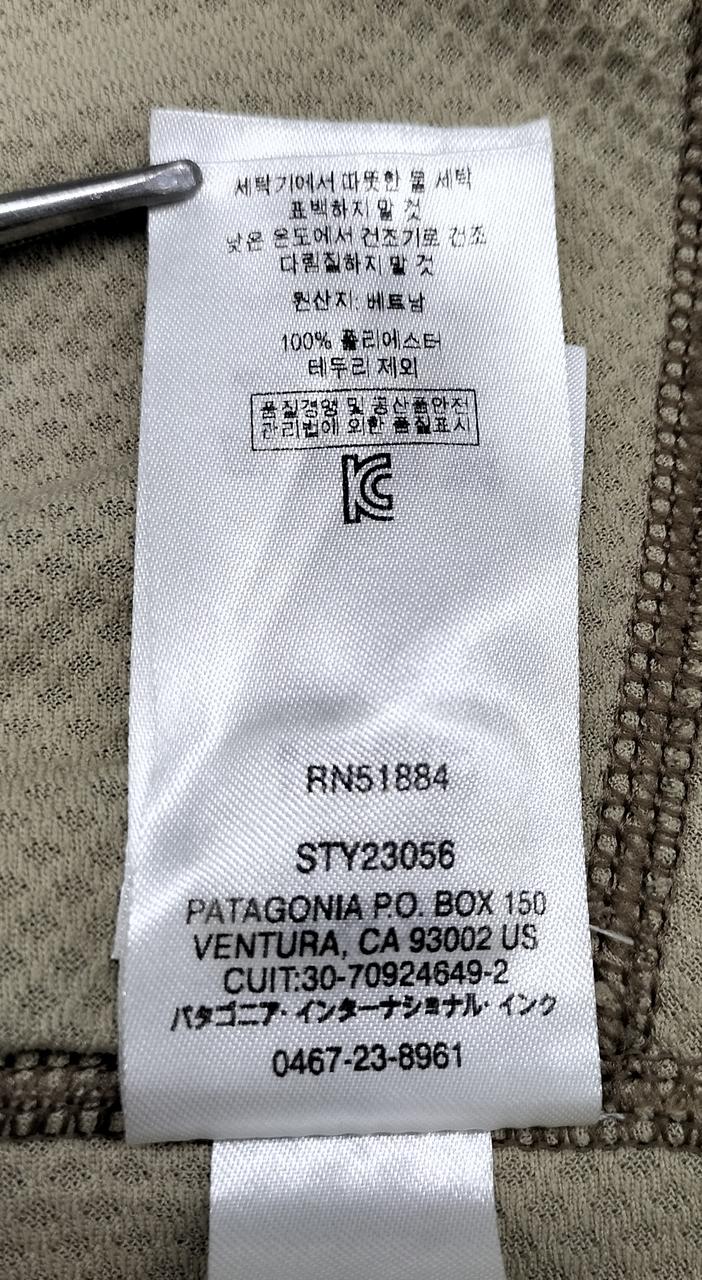 세탁기에서 따뜻한 물 세탁
표백하지 말 것
낮은 온도에서 건조기로 건조
다림질하지 말 것
원산지: 베트남
100% 폴리에스터
테두리 제외
품질경영 및 공산품안전
관리법에 의한 품질표시
KC
RN51884
STY23056
PATAGONIA P.O. BOX 150
VENTURA, CA 93002 US
CUIT:30-70924649-2
パタゴニア・インターナショナル・インク
0467-23-8961